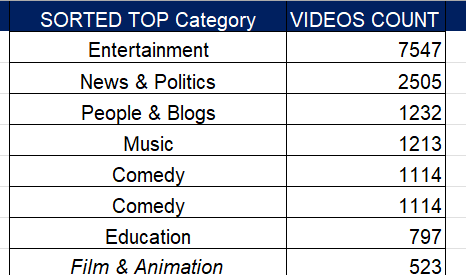 SORTED TOP Category VIDEOS COUNT
Entertainment 7547
News & Politics 2505
People & Blogs 1232
Music 1213
Comedy 1114
Comedy 1114
Education 797
Film & Animation 523